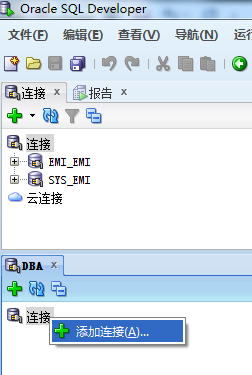 Oracle SQL Developer
文件(F) 编辑(E) 查看(V) 导航(N) 运行
连接 x 报告 x
连接
EMI_EMI
SYS_EMI
云连接
DBA x
连接
添加连接(A)...